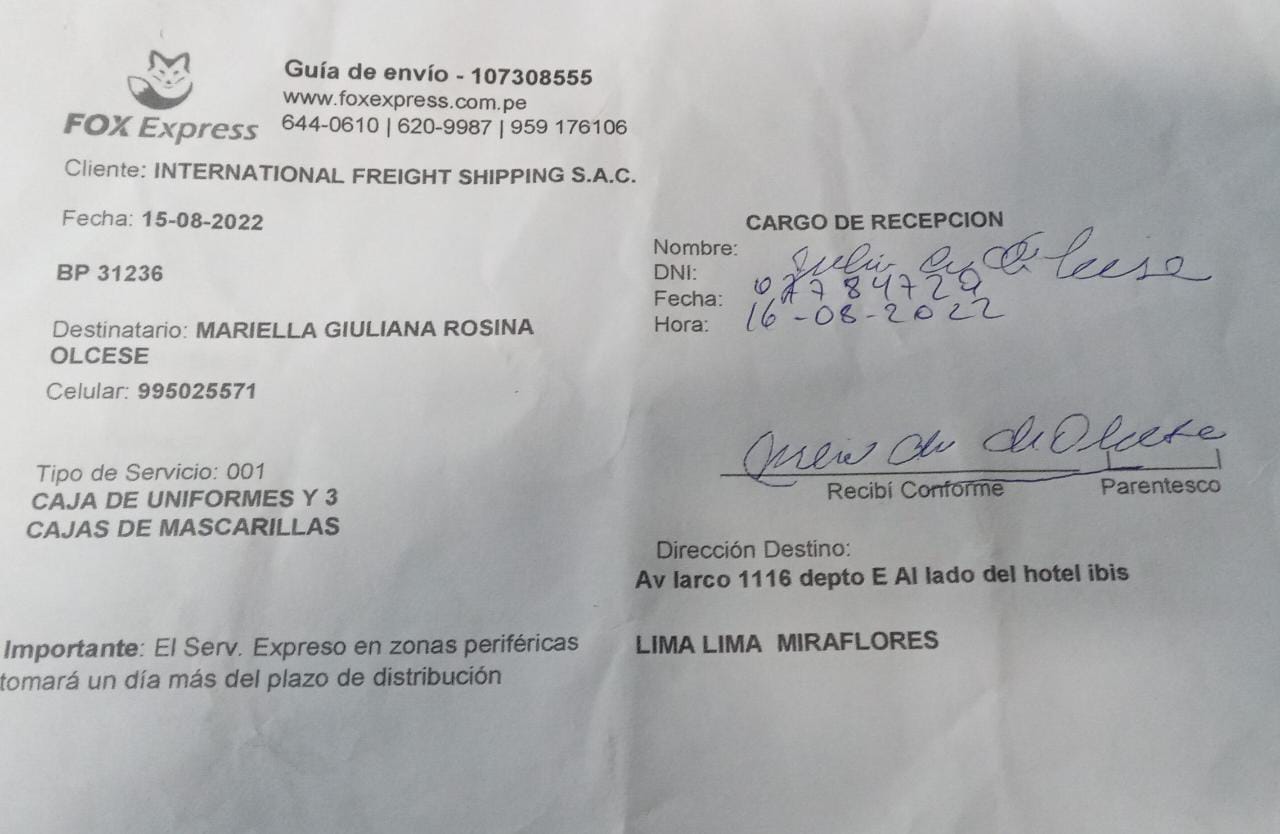 Guía de envío - 107308555
www.foxexpress.com.pe
FOX Express
644-0610 | 620-9987 | 959 176106
Cliente: INTERNATIONAL FREIGHT SHIPPING S.A.C.
Fecha: 15-08-2022
BP 31236
Destinatario: MARIELLA GIULIANA ROSINA
OLCESE
Celular: 995025571
Tipo de Servicio: 001
CAJA DE UNIFORMES Y 3
CAJAS DE MASCARILLAS
Importante: El Serv. Expreso en zonas periféricas
tomará un día más del plazo de distribución
CARGO DE RECEPCION
Nombre: Olcese
DNI: 07784729
Fecha: 16-08-2022
Hora:
de Olcese
Recibí Conforme Parentesco
Dirección Destino:
Av larco 1116 depto E Al lado del hotel ibis
LIMA LIMA MIRAFLORES